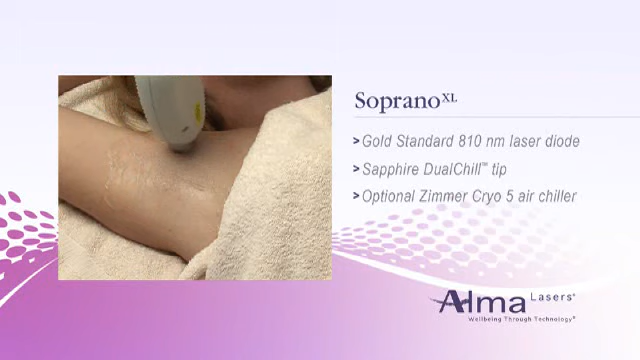 Soprano XL
> Gold Standard 810 nm laser diode
> Sapphire DualChill™ tip
> Optional Zimmer Cryo 5 air chiller
Alma Lasers®
Wellbeing Through Technology®